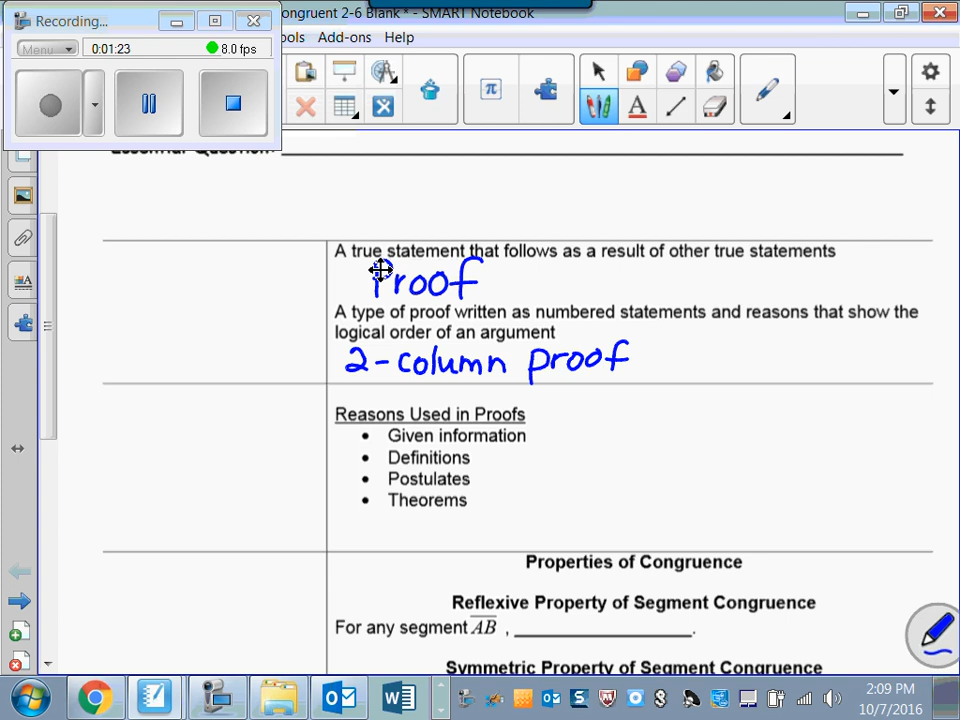 Recording...
Congruent 2-6 Blank * - SMART Notebook
Menu
0:01:23
8.0 fps
Add-ons
Help
A true statement that follows as a result of other true statements
Proof
A type of proof written as numbered statements and reasons that show the
logical order of an argument
2-column proof
Reasons Used in Proofs
• Given information
• Definitions
• Postulates
• Theorems
Properties of Congruence
Reflexive Property of Segment Congruence
For any segment AB , ____________________.
Symmetric Property of Segment Congruence
2:09 PM
10/7/2016